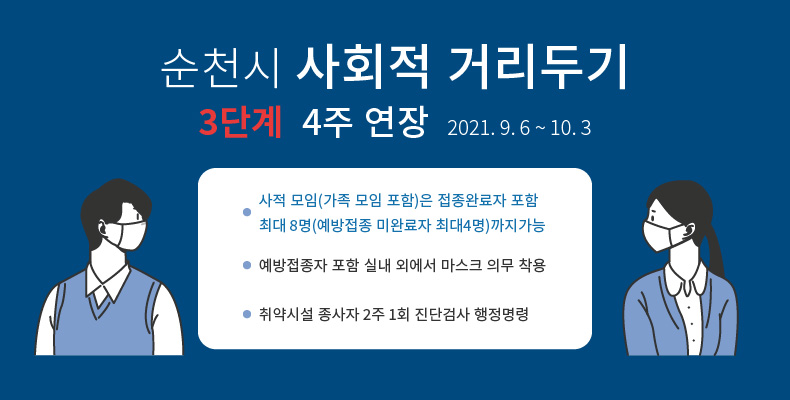 순천시 사회적 거리두기
3단계 4주 연장 2021. 9. 6 ~ 10. 3
사적 모임(가족 모임 포함)은 접종완료자 포함
최대 8명(예방접종 미완료자 최대4명)까지가능
예방접종자 포함 실내 외에서 마스크 의무 착용
취약시설 종사자 2주 1회 진단검사 행정명령